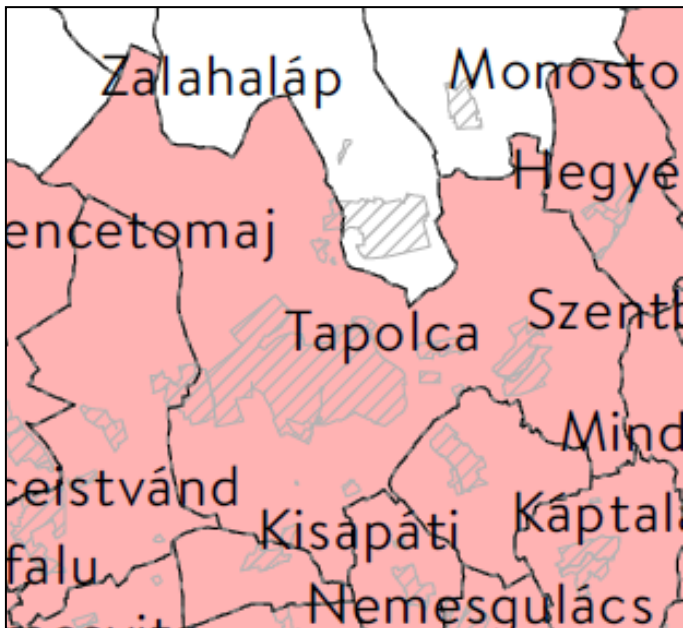 Zalahaláp
Monosto
Hegye
encetomaj
Szentb
Tapolca
Mind
ceistvánd
Kisapáti
Káptala
falu
Nemesgulács